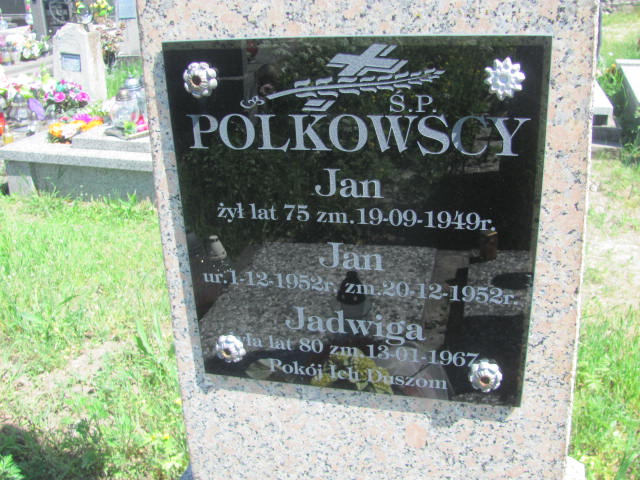 Ś.P.
POLKOWSCY
Jan
żył lat 75 zm.19-09-1949r.
Jan
ur.1-12-1952r. zm.20-12-1952r.
Jadwiga
lat 80 zm.13-01-1967
Pokój Ich Duszom